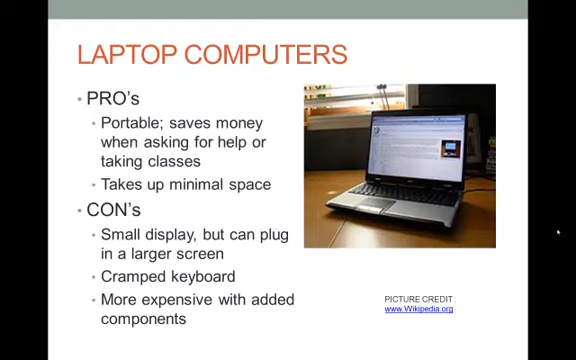 LAPTOP COMPUTERS
• PRO's
• Portable; saves money
when asking for help or
taking classes
• Takes up minimal space
• CON's
• Small display, but can plug
in a larger screen
• Cramped keyboard
• More expensive with added
components
PICTURE CREDIT :
www.Wikipedia.org